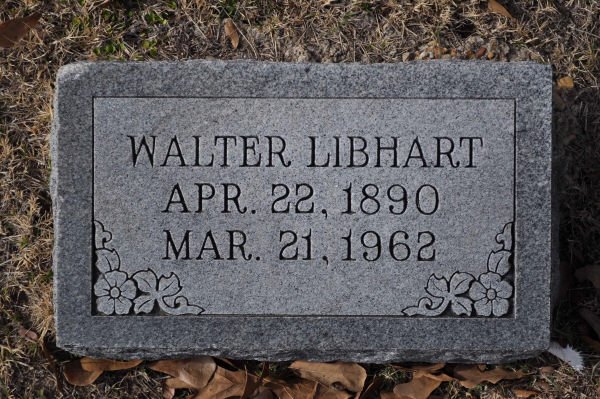 WALTER LIBHART
APR. 22, 1890
MAR. 21, 1962